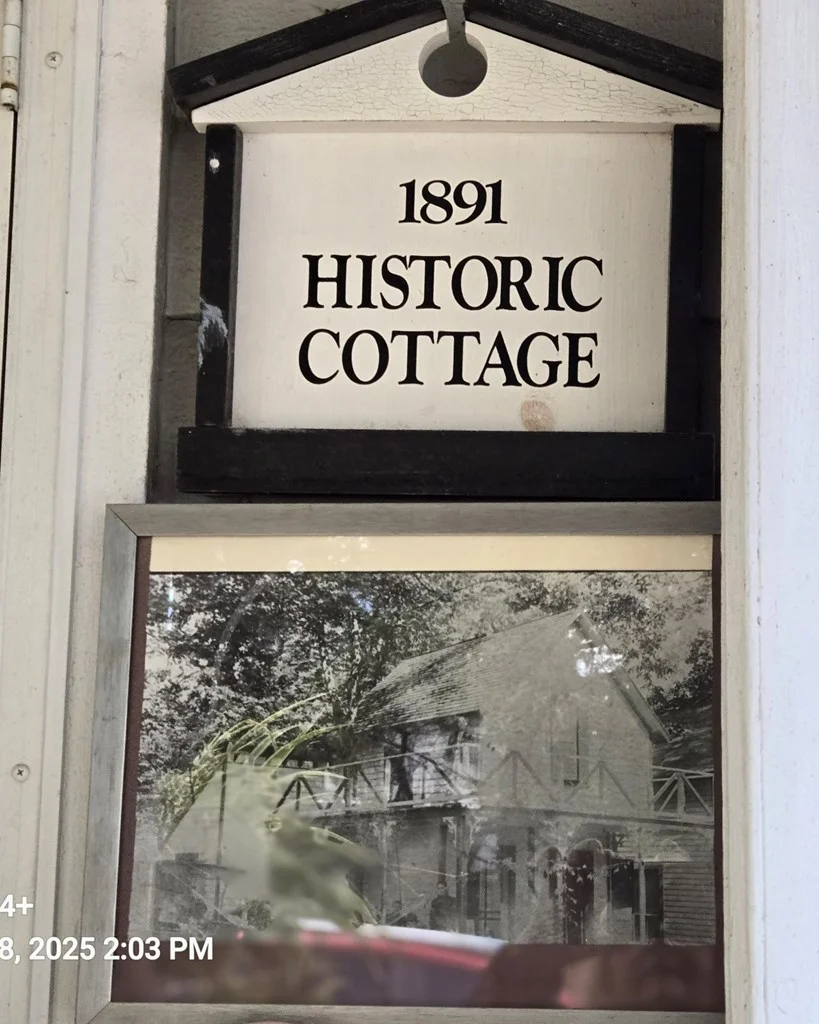 1891
HISTORIC
COTTAGE
4+
8, 2025 2:03 PM